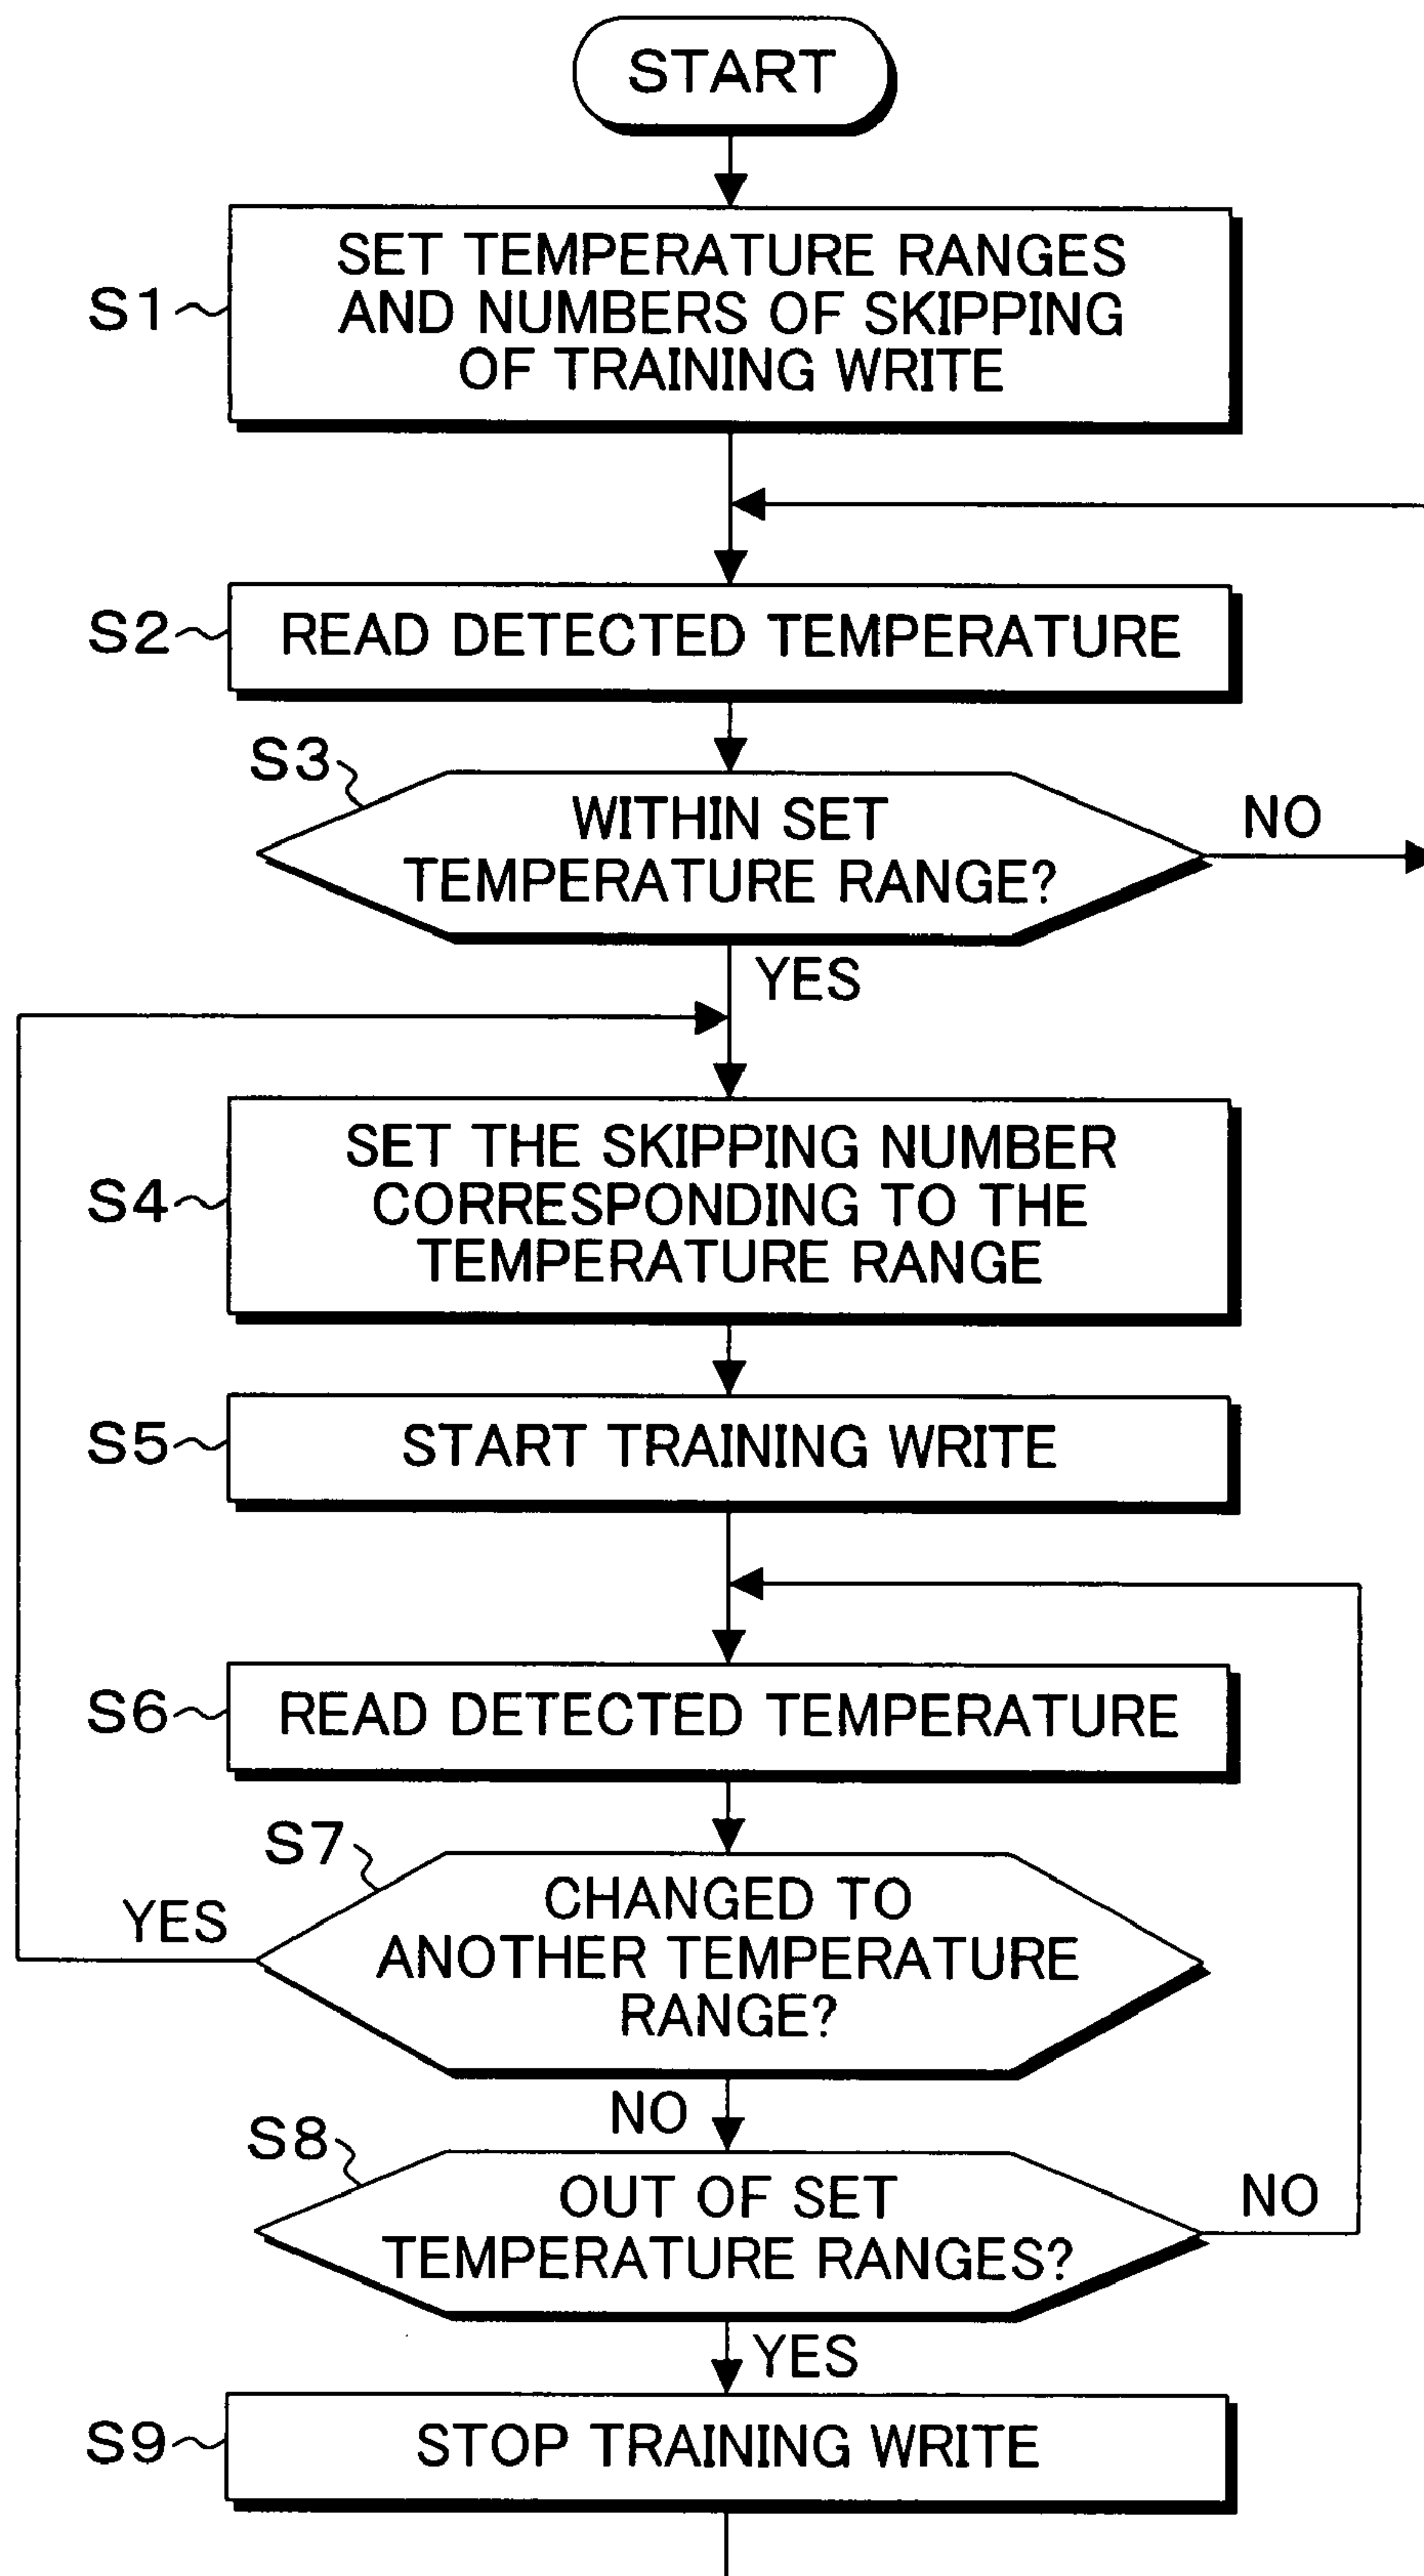 START
S1
SET TEMPERATURE RANGES
AND NUMBERS OF SKIPPING
OF TRAINING WRITE
S2
READ DETECTED TEMPERATURE
S3
WITHIN SET
TEMPERATURE RANGE?
NO
YES
S4
SET THE SKIPPING NUMBER
CORRESPONDING TO THE
TEMPERATURE RANGE
S5
START TRAINING WRITE
S6
READ DETECTED TEMPERATURE
S7
YES
CHANGED TO
ANOTHER TEMPERATURE
RANGE?
NO
S8
OUT OF SET
TEMPERATURE RANGES?
NO
YES
S9
STOP TRAINING WRITE